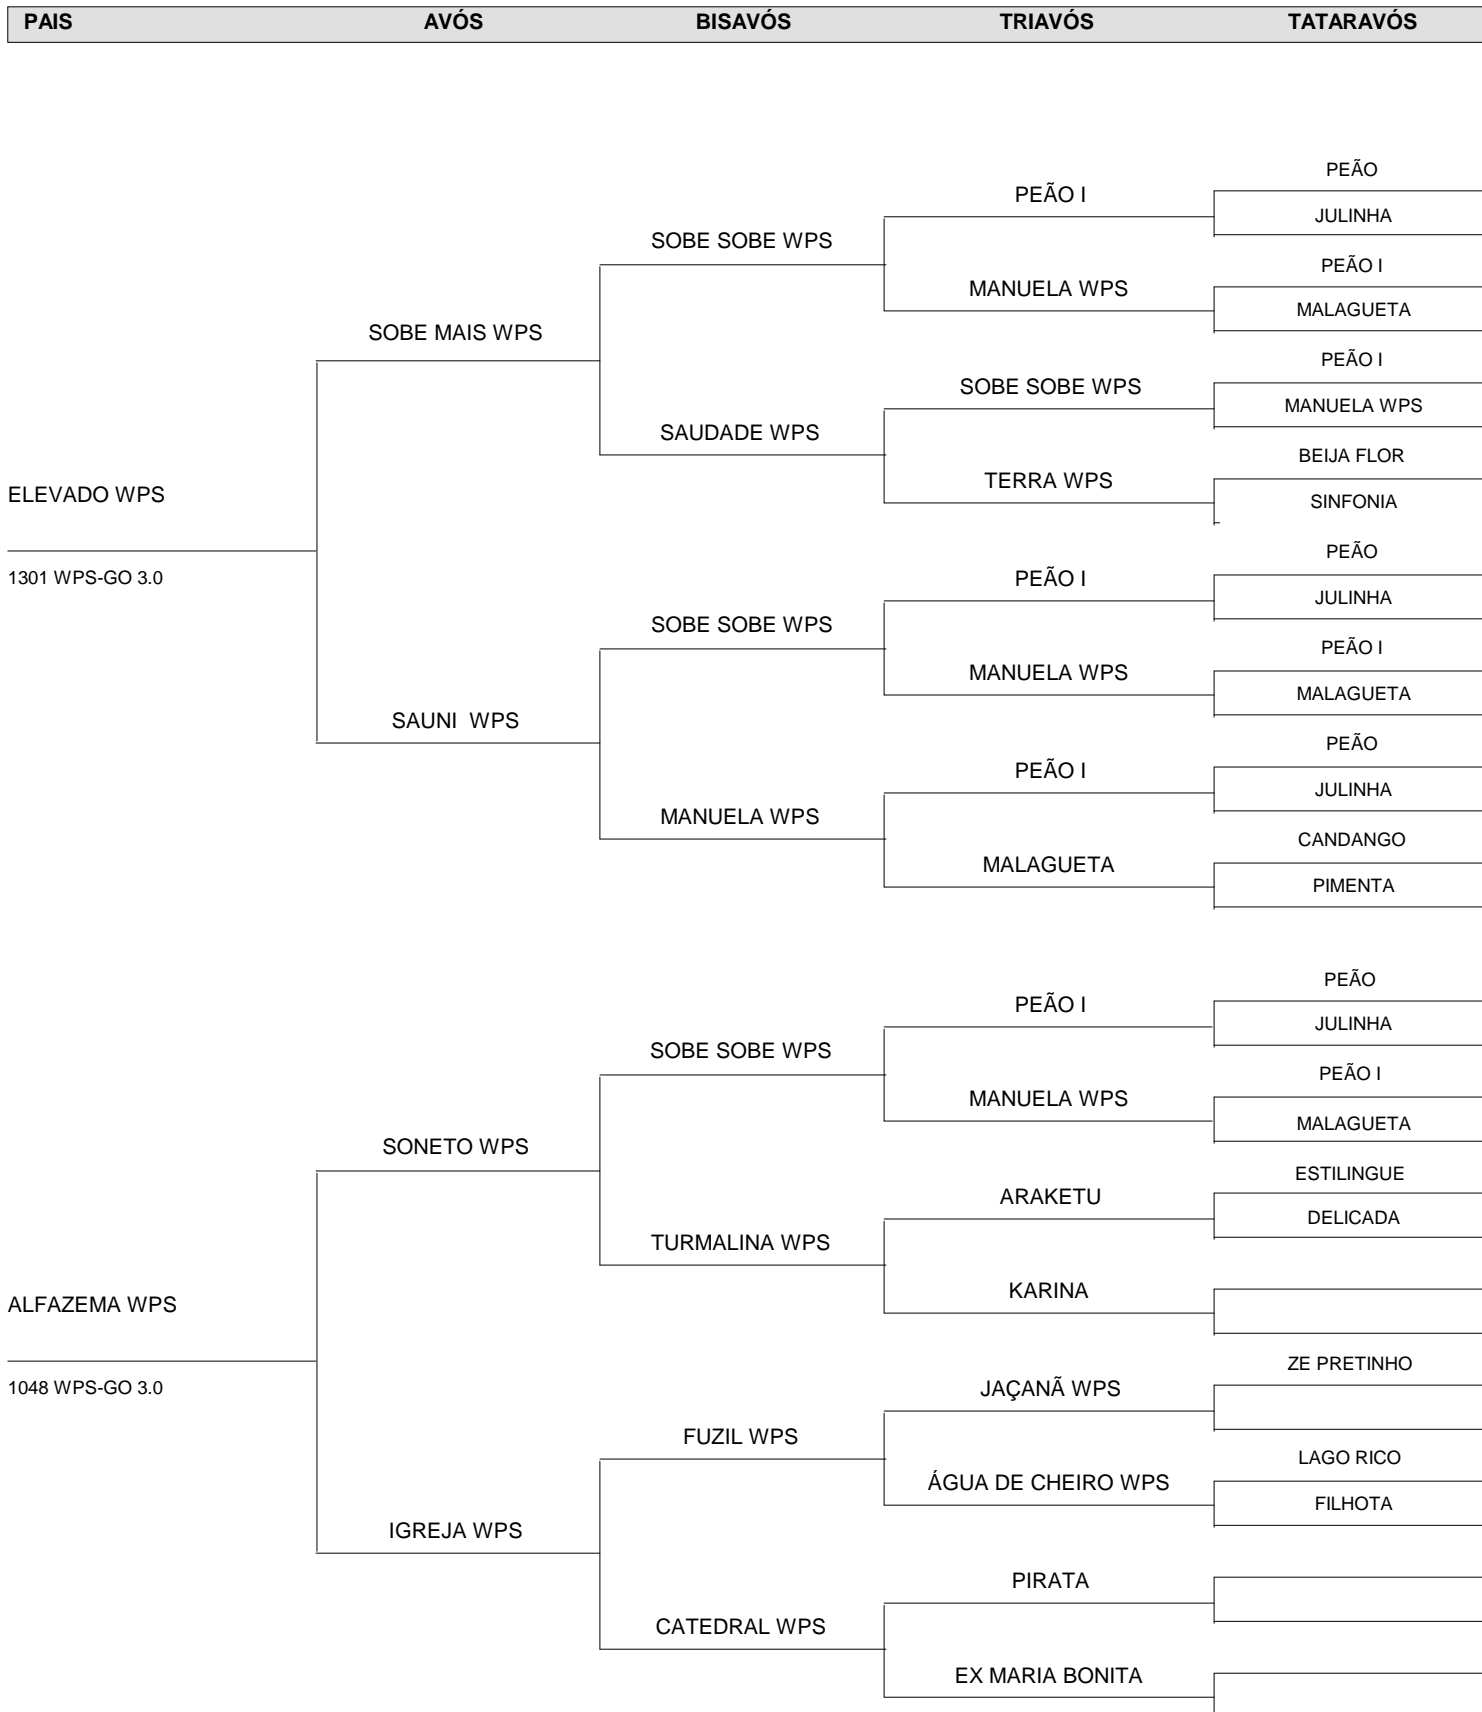 PAIS AVÓS BISAVÓS TRIAVÓS TATARAVÓS
PEÃO
PEÃO I
JULINHA
SOBE SOBE WPS
PEÃO I
MANUELA WPS
MALAGUETA
SOBE MAIS WPS
PEÃO I
SOBE SOBE WPS
MANUELA WPS
SAUDADE WPS
BEIJA FLOR
TERRA WPS
ELEVADO WPS
SINFONIA
PEÃO
1301 WPS-GO 3.0
PEÃO I
JULINHA
SOBE SOBE WPS
PEÃO I
MANUELA WPS
MALAGUETA
SAUNI  WPS
PEÃO
PEÃO I
JULINHA
MANUELA WPS
CANDANGO
MALAGUETA
PIMENTA
PEÃO
PEÃO I
JULINHA
SOBE SOBE WPS
PEÃO I
MANUELA WPS
MALAGUETA
SONETO WPS
ESTILINGUE
ARAKETU
DELICADA
TURMALINA WPS
KARINA
ALFAZEMA WPS
ZE PRETINHO
1048 WPS-GO 3.0
JAÇANÃ WPS
FUZIL WPS
LAGO RICO
ÁGUA DE CHEIRO WPS
FILHOTA
IGREJA WPS
PIRATA
CATEDRAL WPS
EX MARIA BONITA